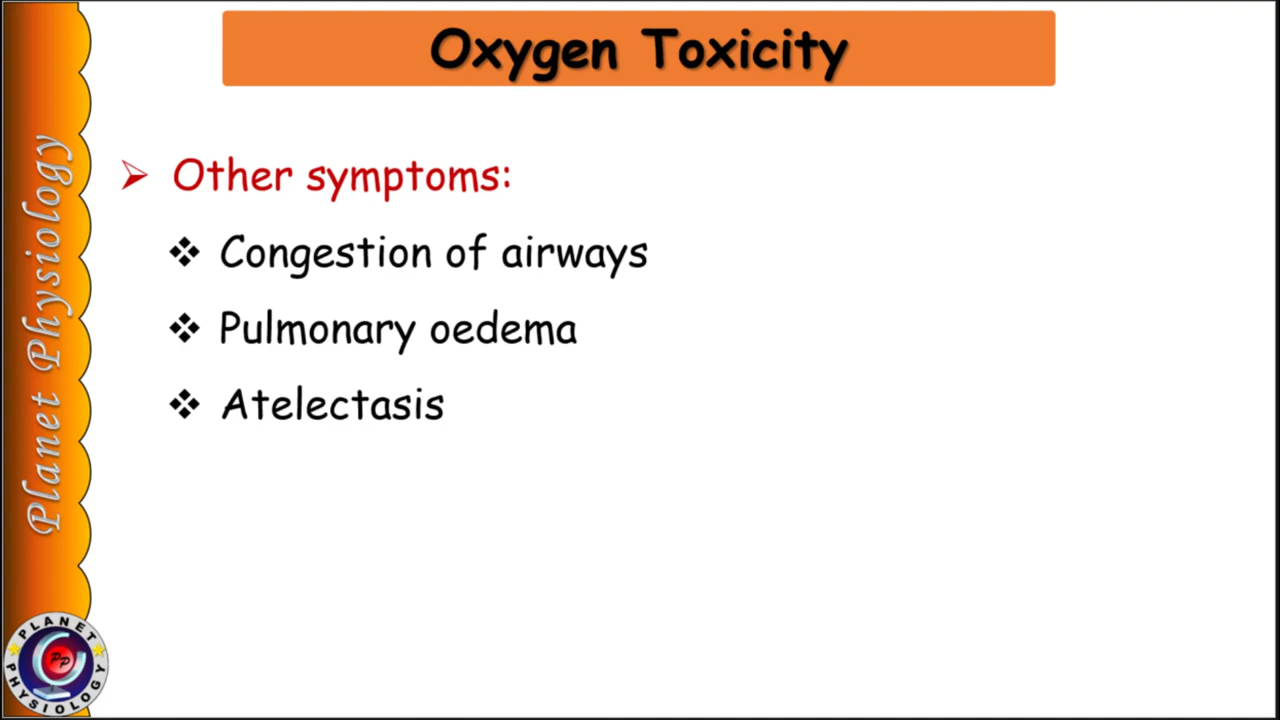 Oxygen Toxicity
Other symptoms:
Congestion of airways
Pulmonary oedema
Atelectasis
Planet Physiology
PLANET
PP
PHYSIOLOGY